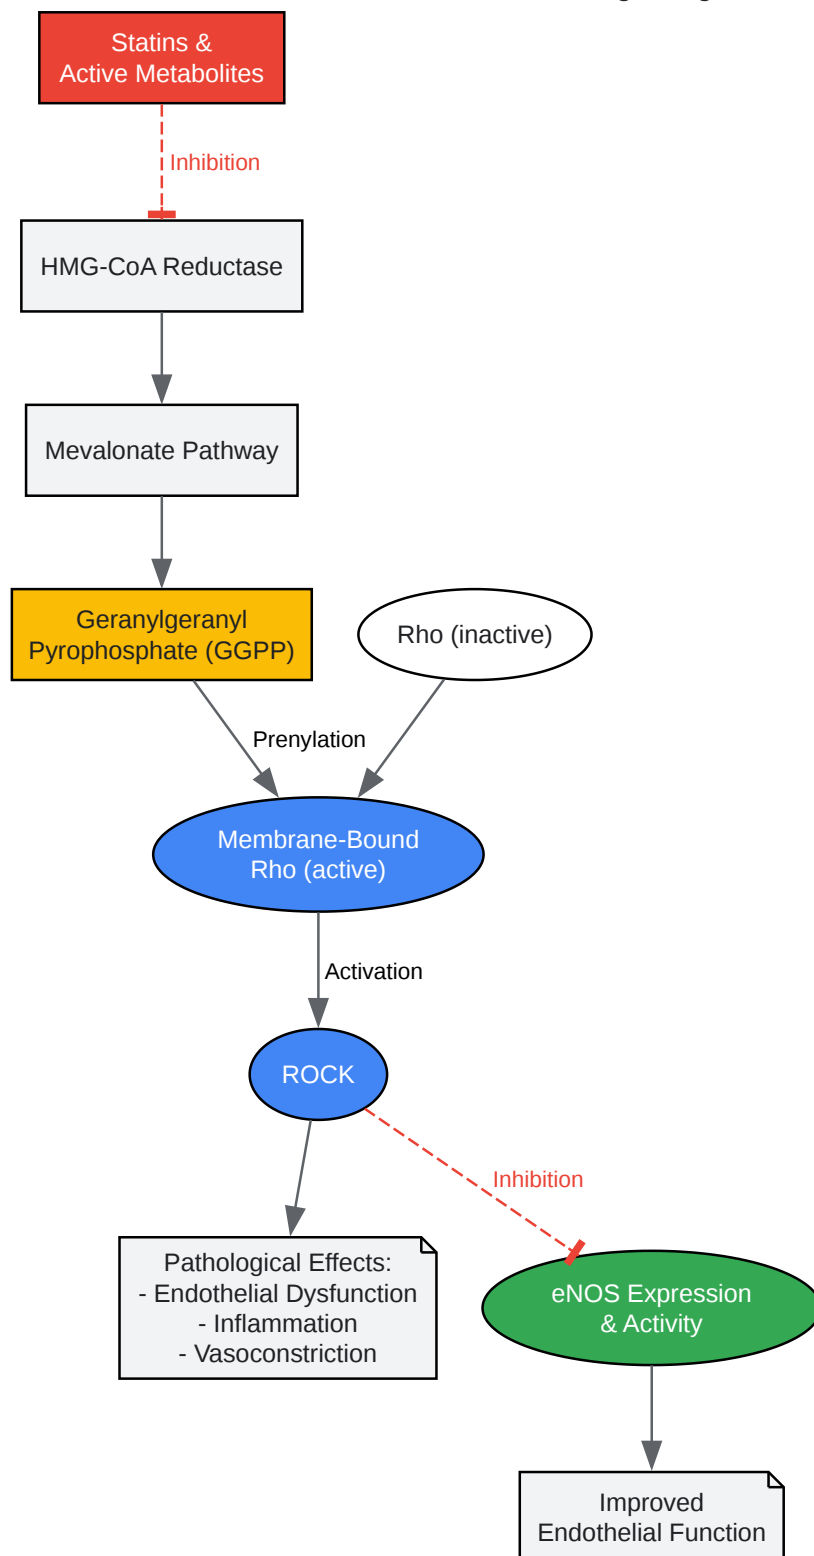 Statins &
Active Metabolites
Inhibition
HMG-CoA Reductase
Mevalonate Pathway
Geranylgeranyl
Pyrophosphate (GGPP)
Rho (inactive)
Prenylation
Membrane-Bound
Rho (active)
Activation
ROCK
Inhibition
Pathological Effects:
- Endothelial Dysfunction
- Inflammation
- Vasoconstriction
eNOS Expression
& Activity
Improved
Endothelial Function